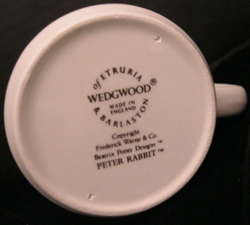 of ETRURIA
WEDGWOOD®
MADE IN
ENGLAND
& BARLASTON
Copyright
Frederick Warne & Co.
Beatrix Potter Designs™
PETER RABBIT™